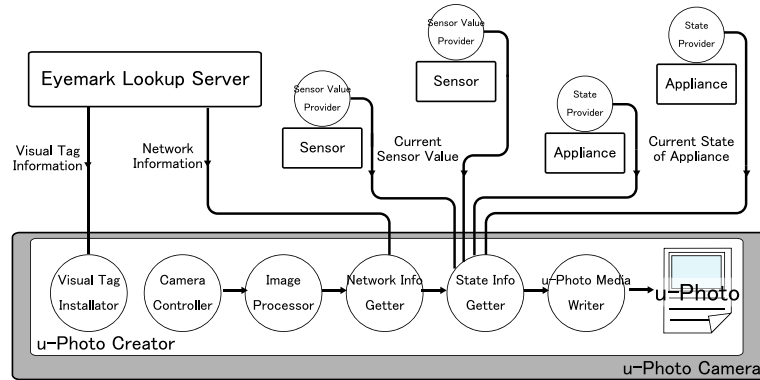 Sensor Value
Provider
Sensor
State
Provider
Appliance
Eyemark Lookup Server
Sensor Value
Provider
Sensor
State
Provider
Appliance
Visual Tag
Information
Network
Information
Current
Sensor Value
Current State
of Appliance
Visual Tag
Installator
Camera
Controller
Image
Processor
Network Info
Getter
State Info
Getter
u-Photo Media
Writer
u-Photo
u-Photo Creator
u-Photo Camera